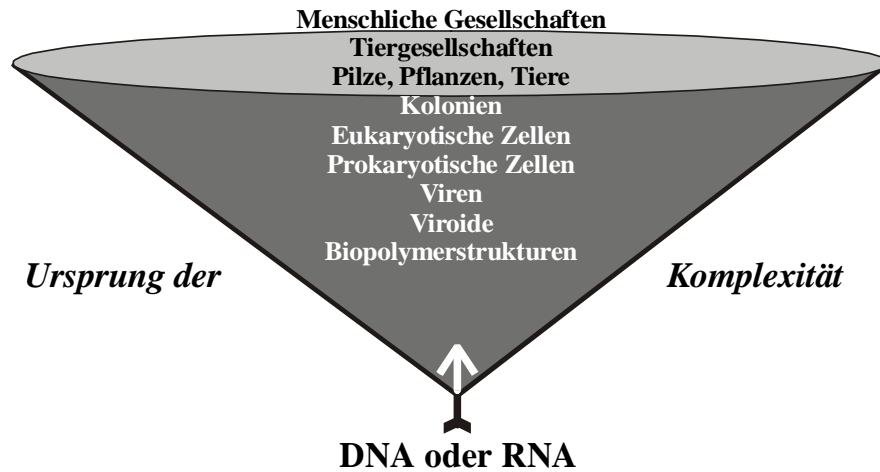 Menschliche Gesellschaften
Tiergesellschaften
Pilze, Pflanzen, Tiere
Kolonien
Eukaryotische Zellen
Prokaryotische Zellen
Viren
Viroide
Biopolymerstrukturen
Ursprung der Komplexität
DNA oder RNA